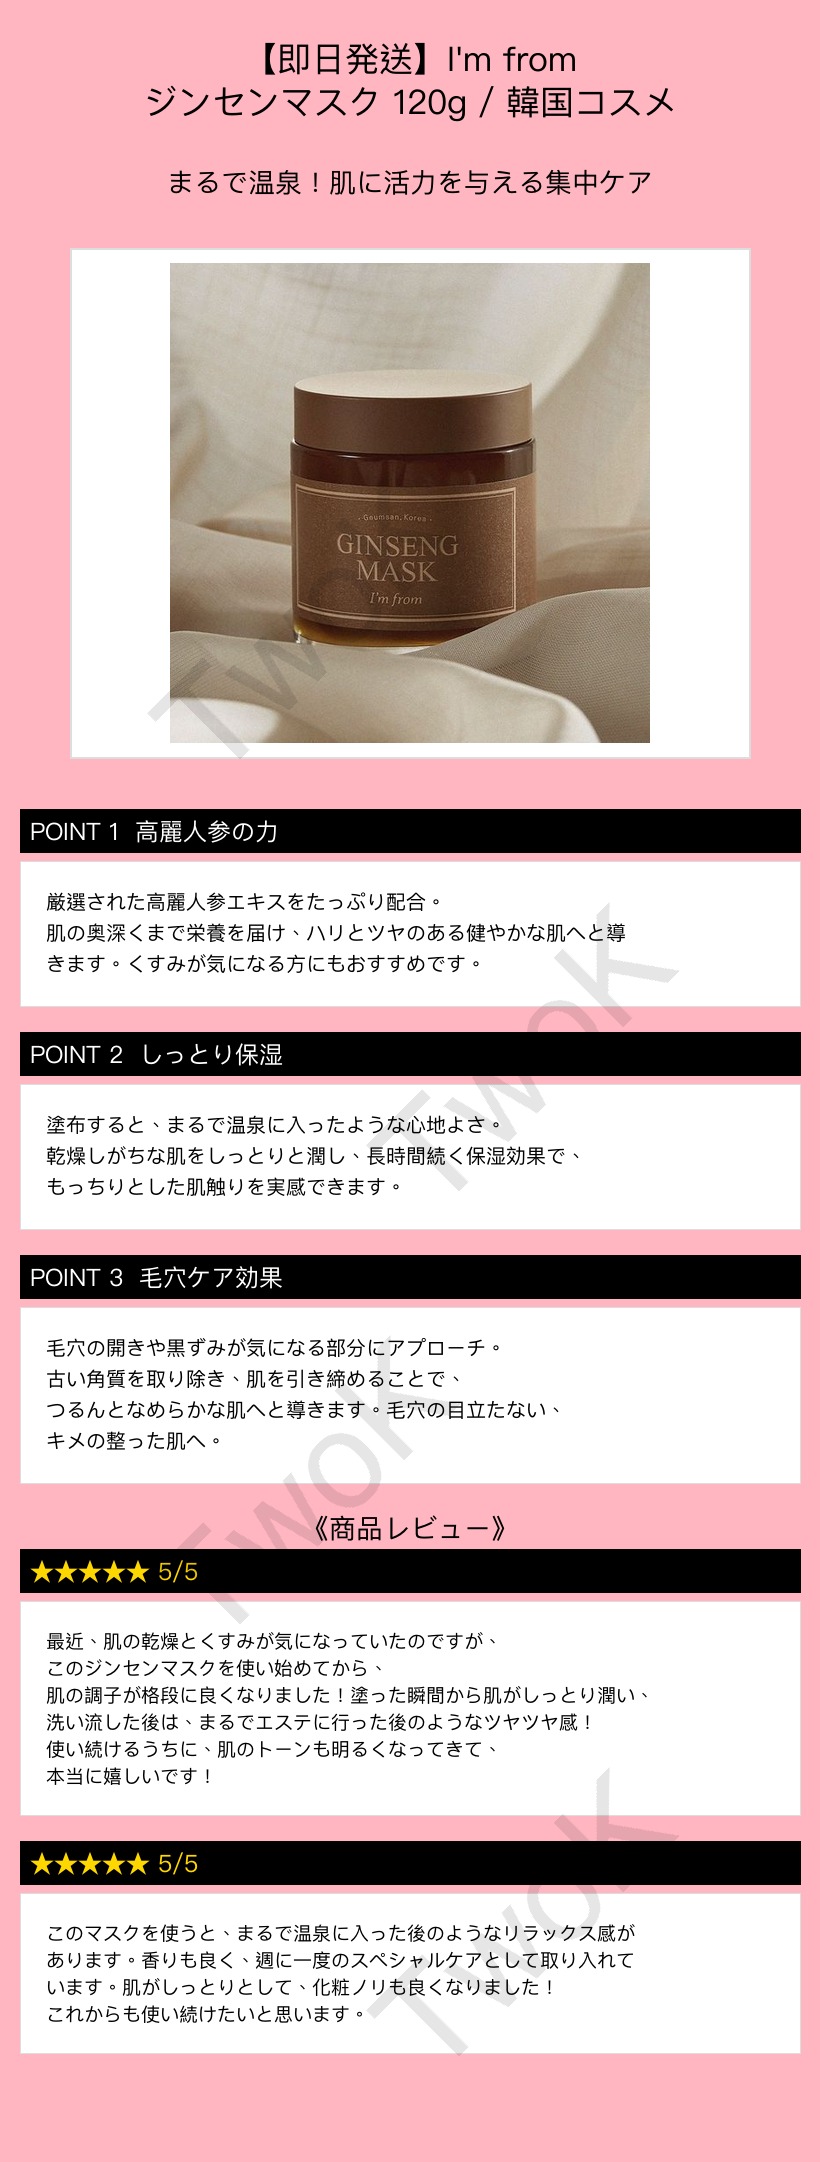 【即日発送】I'm from
ジンセンマスク 120g / 韓国コスメ
まるで温泉！肌に活力を与える集中ケア
· Geumsan, Korea ·
GINSENG
MASK
I'm from
TwoK
POINT 1 高麗人参の力
厳選された高麗人参エキスをたっぷり配合。
肌の奥深くまで栄養を届け、ハリとツヤのある健やかな肌へと導
きます。くすみが気になる方にもおすすめです。
TwoK
POINT 2 しっとり保湿
塗布すると、まるで温泉に入ったような心地よさ。
乾燥しがちな肌をしっとりと潤し、長時間続く保湿効果で、
もっちりとした肌触りを実感できます。
POINT 3 毛穴ケア効果
毛穴の開きや黒ずみが気になる部分にアプローチ。
古い角質を取り除き、肌を引き締めることで、
つるんとなめらかな肌へと導きます。毛穴の目立たない、
キメの整った肌へ。
TwoK
《商品レビュー》
★★★★★ 5/5
最近、肌の乾燥とくすみが気になっていたのですが、
このジンセンマスクを使い始めてから、
肌の調子が格段に良くなりました！塗った瞬間から肌がしっとり潤い、
洗い流した後は、まるでエステに行った後のようなツヤツヤ感！
使い続けるうちに、肌のトーンも明るくなってきて、
本当に嬉しいです！
★★★★★ 5/5
このマスクを使うと、まるで温泉に入った後のようなリラックス感が
あります。香りも良く、週に一度のスペシャルケアとして取り入れて
います。肌がしっとりとして、化粧ノリも良くなりました！
これからも使い続けたいと思います。
TwoK